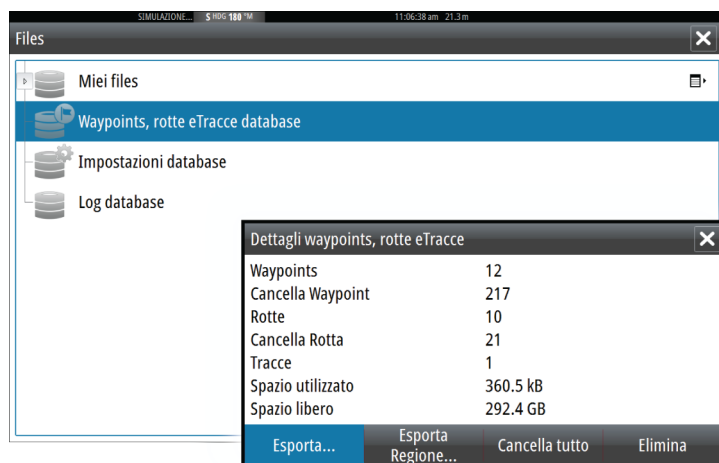 SIMULAZIONE... S HDG 180 °M 11:06:38 am 21.3 m
Files
Miei files
Waypoints, rotte eTracce database
Impostazioni database
Log database
Dettagli waypoints, rotte eTracce
Waypoints 12
Cancella Waypoint 217
Rotte 10
Cancella Rotta 21
Tracce 1
Spazio utilizzato 360.5 kB
Spazio libero 292.4 GB
Esporta... Esporta Cancella tutto Elimina
Regione...